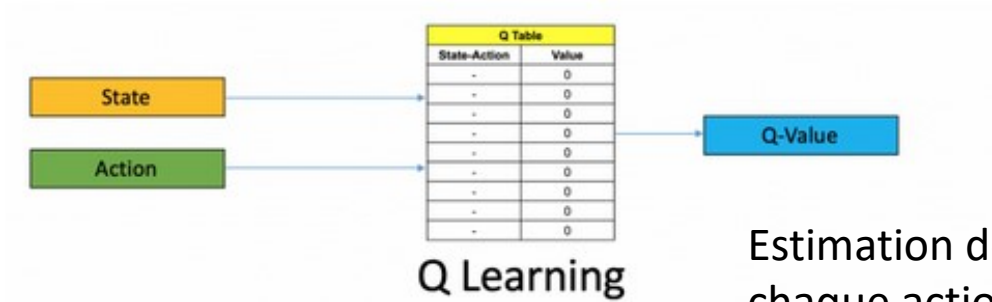 Q Table
State-Action Value
- 0
- 0
- 0
- 0
- 0
- 0
- 0
- 0
- 0
State
Action
Q-Value
Q Learning
Estimation d
chaque actio